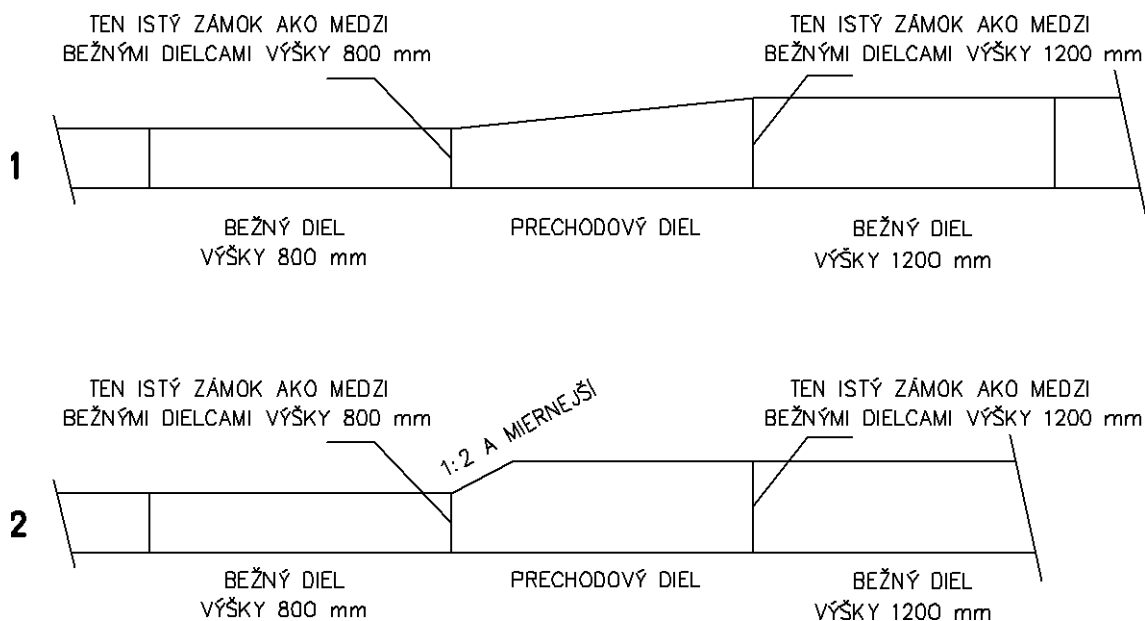 TEN ISTÝ ZÁMOK AKO MEDZI
BEŽNÝMI DIELCAMI VÝŠKY 800 mm
TEN ISTÝ ZÁMOK AKO MEDZI
BEŽNÝMI DIELCAMI VÝŠKY 1200 mm
1
BEŽNÝ DIEL
VÝŠKY 800 mm
PRECHODOVÝ DIEL
BEŽNÝ DIEL
VÝŠKY 1200 mm
TEN ISTÝ ZÁMOK AKO MEDZI
BEŽNÝMI DIELCAMI VÝŠKY 800 mm
1:2 A MIERNEJŠÍ
TEN ISTÝ ZÁMOK AKO MEDZI
BEŽNÝMI DIELCAMI VÝŠKY 1200 mm
2
BEŽNÝ DIEL
VÝŠKY 800 mm
PRECHODOVÝ DIEL
BEŽNÝ DIEL
VÝŠKY 1200 mm